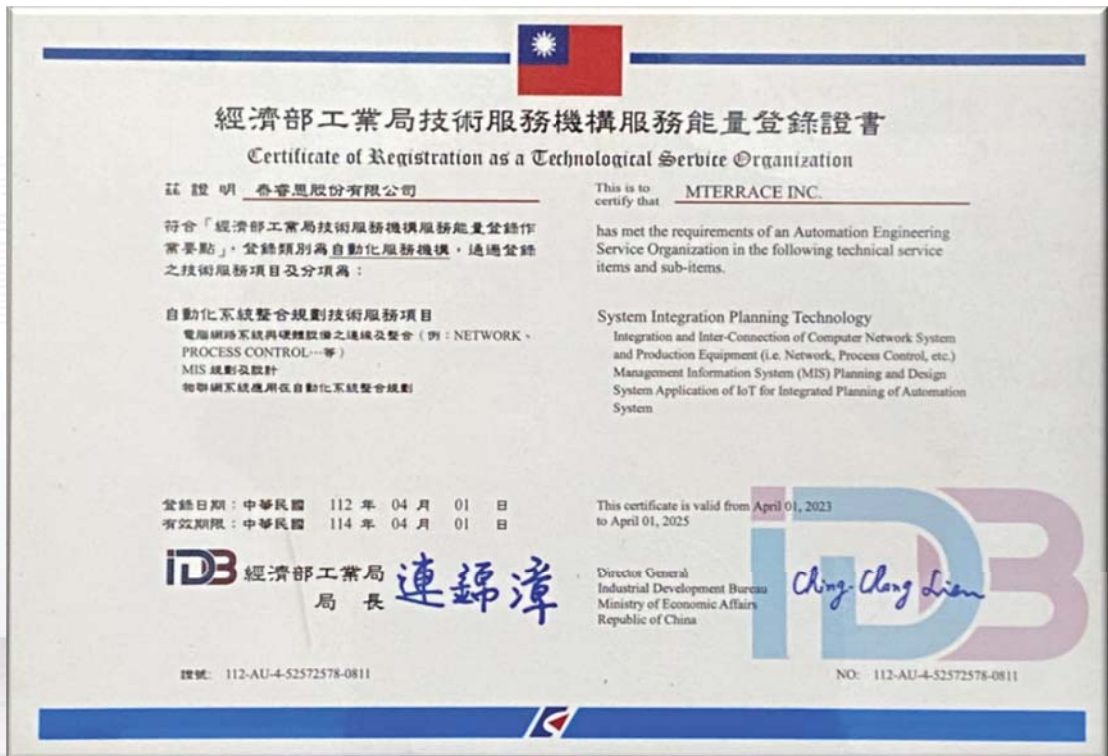 經濟部工業局技術服務機構服務能量登錄證書
Certificate of Registration as a Technological Service Organization
茲證明 泰睿思股份有限公司
符合「經濟部工業局技術服務機構服務能量登錄作
業要點」，登錄類別為自動化服務機構，通過登錄
之技術服務項目及分項為：
自動化系統整合規劃技術服務項目
電腦網路系統與硬體設備之連線及整合（例：NETWORK、
PROCESS CONTROL…等）
MIS 規劃及設計
物聯網系統應用在自動化系統整合規劃
This is to
certify that MTERRACE INC.
has met the requirements of an Automation Engineering
Service Organization in the following technical service
items and sub-items.
System Integration Planning Technology
Integration and Inter-Connection of Computer Network System
and Production Equipment (i.e. Network, Process Control, etc.)
Management Information System (MIS) Planning and Design
System Application of IoT for Integrated Planning of Automation
System
登錄日期：中華民國 112 年 04 月 01 日
有效期限：中華民國 114 年 04 月 01 日
This certificate is valid from April 01, 2023
to April 01, 2025
iDB 經濟部工業局
局 長 連錦漳
Director General
Industrial Development Bureau
Ministry of Economic Affairs
Republic of China
Ching-Chang Lien
iDB
證號: 112-AU-4-52572578-0811
NO: 112-AU-4-52572578-0811